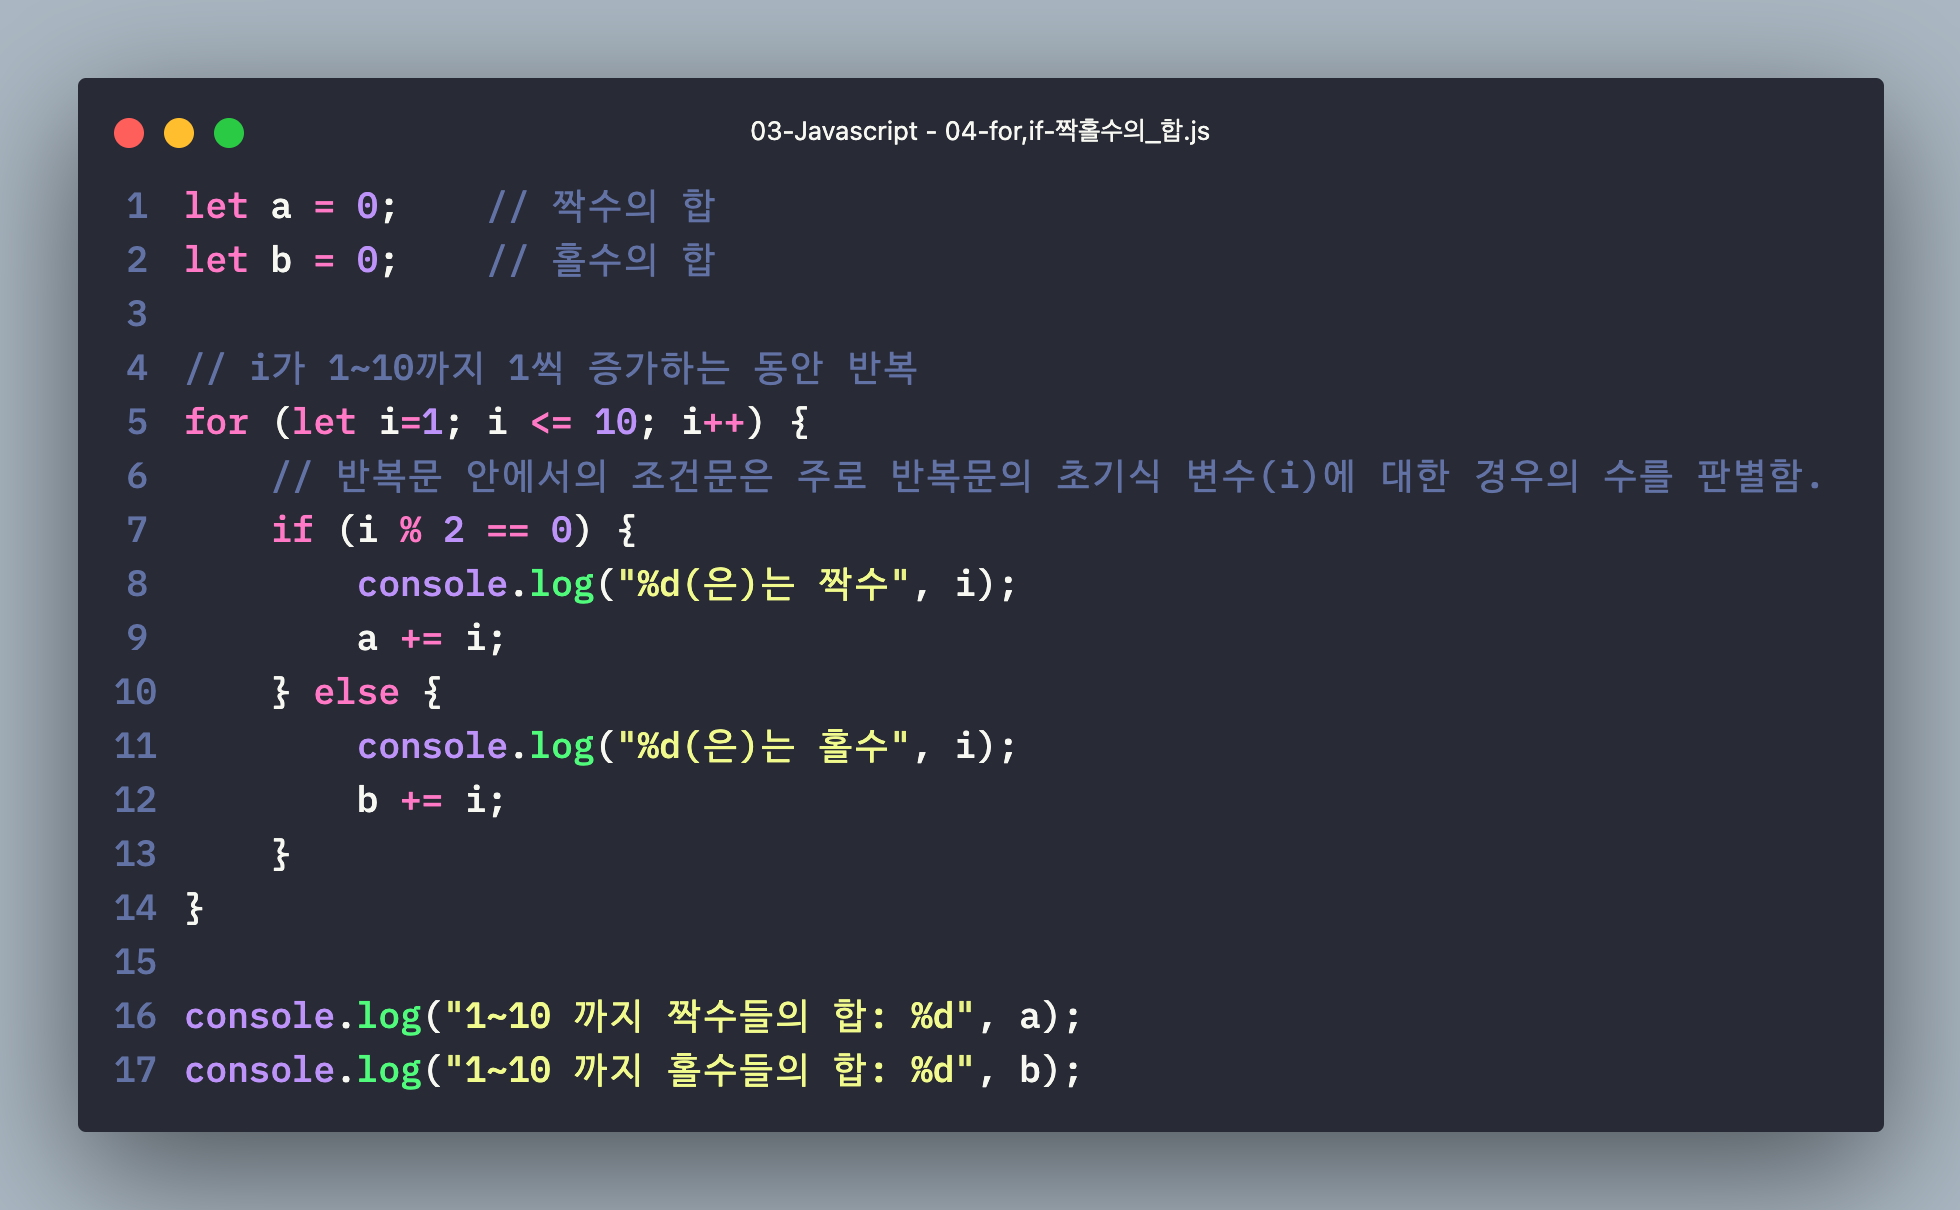 03-Javascript - 04-for,if-짝홀수의_합.js
1 let a = 0;    // 짝수의 합
2 let b = 0;    // 홀수의 합
3
4 // i가 1~10까지 1씩 증가하는 동안 반복
5 for (let i=1; i <= 10; i++) {
6     // 반복문 안에서의 조건문은 주로 반복문의 초기식 변수(i)에 대한 경우의 수를 판별함.
7     if (i % 2 == 0) {
8         console.log("%d(은)는 짝수", i);
9         a += i;
10     } else {
11         console.log("%d(은)는 홀수", i);
12         b += i;
13     }
14 }
15
16 console.log("1~10 까지 짝수들의 합: %d", a);
17 console.log("1~10 까지 홀수들의 합: %d", b);